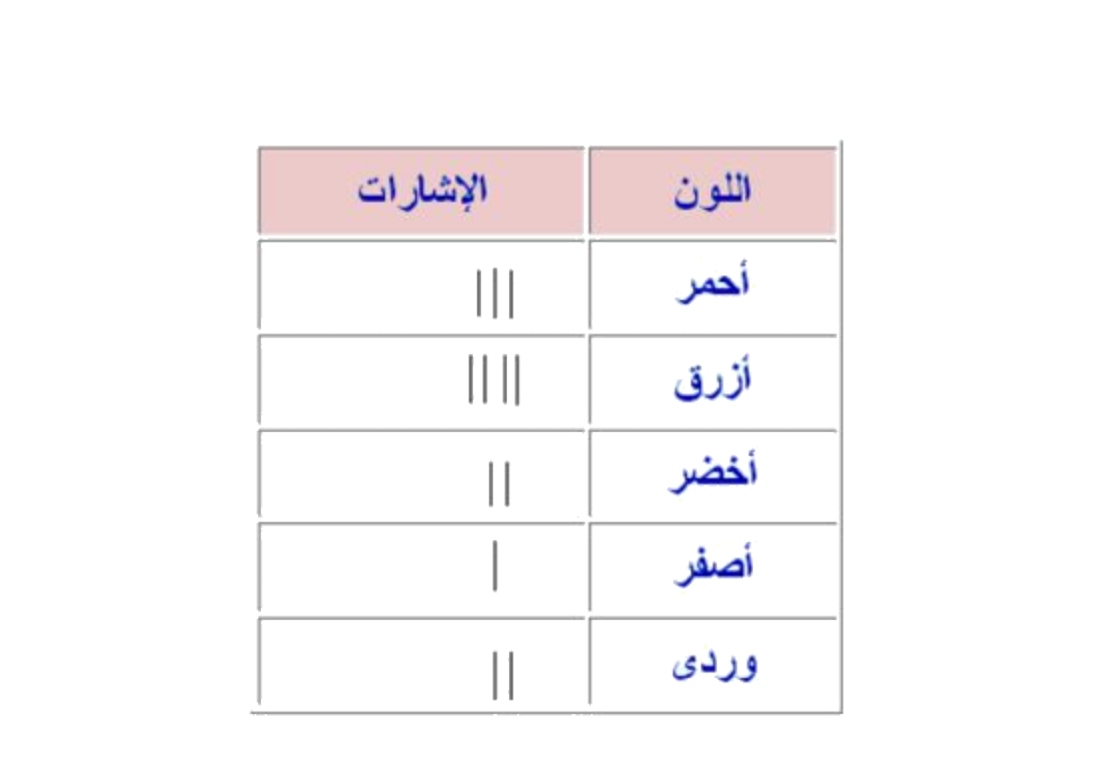 اللون الإشارات
أحمر |||
أزرق ||||
أخضر ||
أصفر |
وردى ||